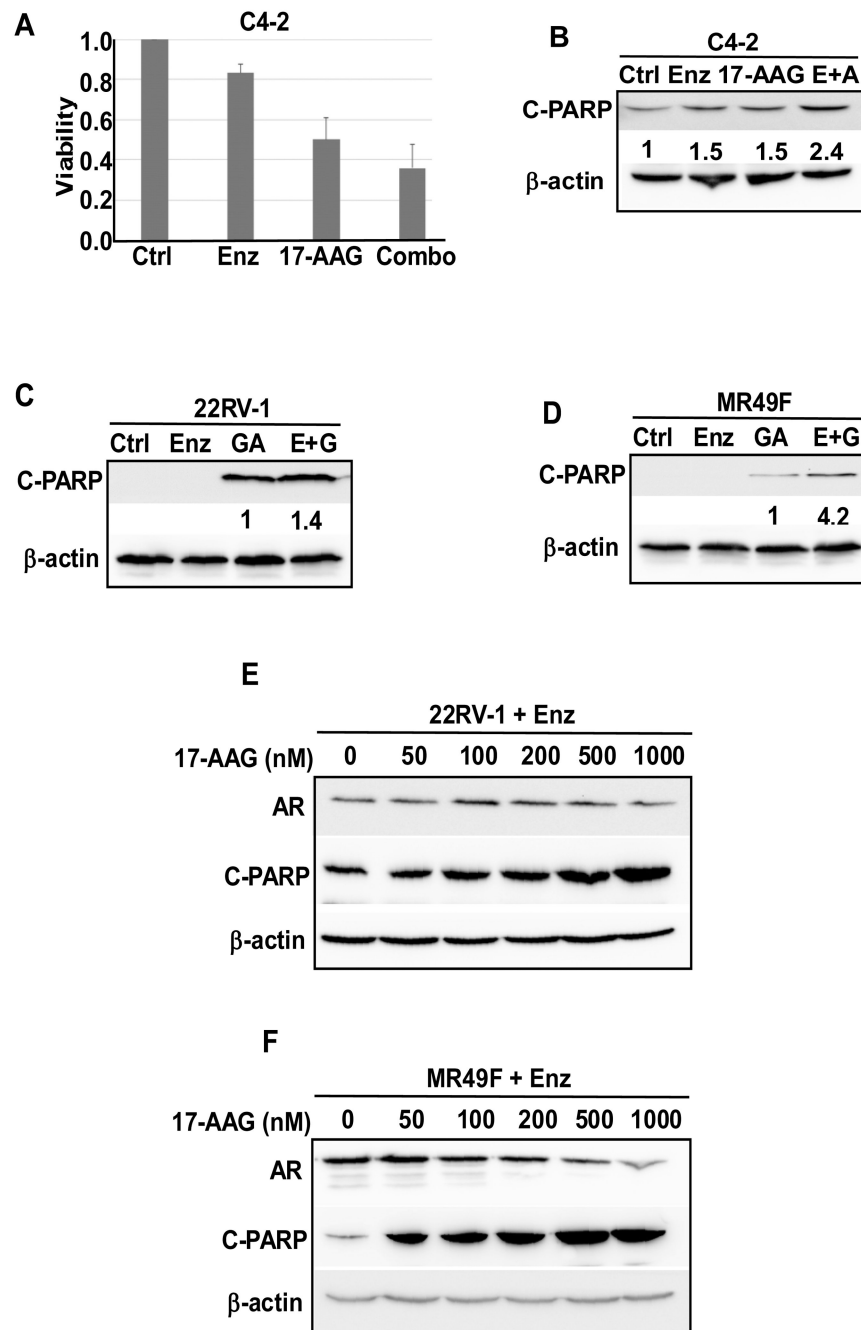 A
C4-2
1.0
0.8
0.6
0.4
0.2
0.0
Viability
Ctrl Enz 17-AAG Combo
B
C4-2
Ctrl Enz 17-AAG E+A
C-PARP
1 1.5 1.5 2.4
β-actin
C
22RV-1
Ctrl Enz GA E+G
C-PARP
1 1.4
β-actin
D
MR49F
Ctrl Enz GA E+G
C-PARP
1 4.2
β-actin
E
22RV-1 + Enz
17-AAG (nM) 0 50 100 200 500 1000
AR
C-PARP
β-actin
F
MR49F + Enz
17-AAG (nM) 0 50 100 200 500 1000
AR
C-PARP
β-actin